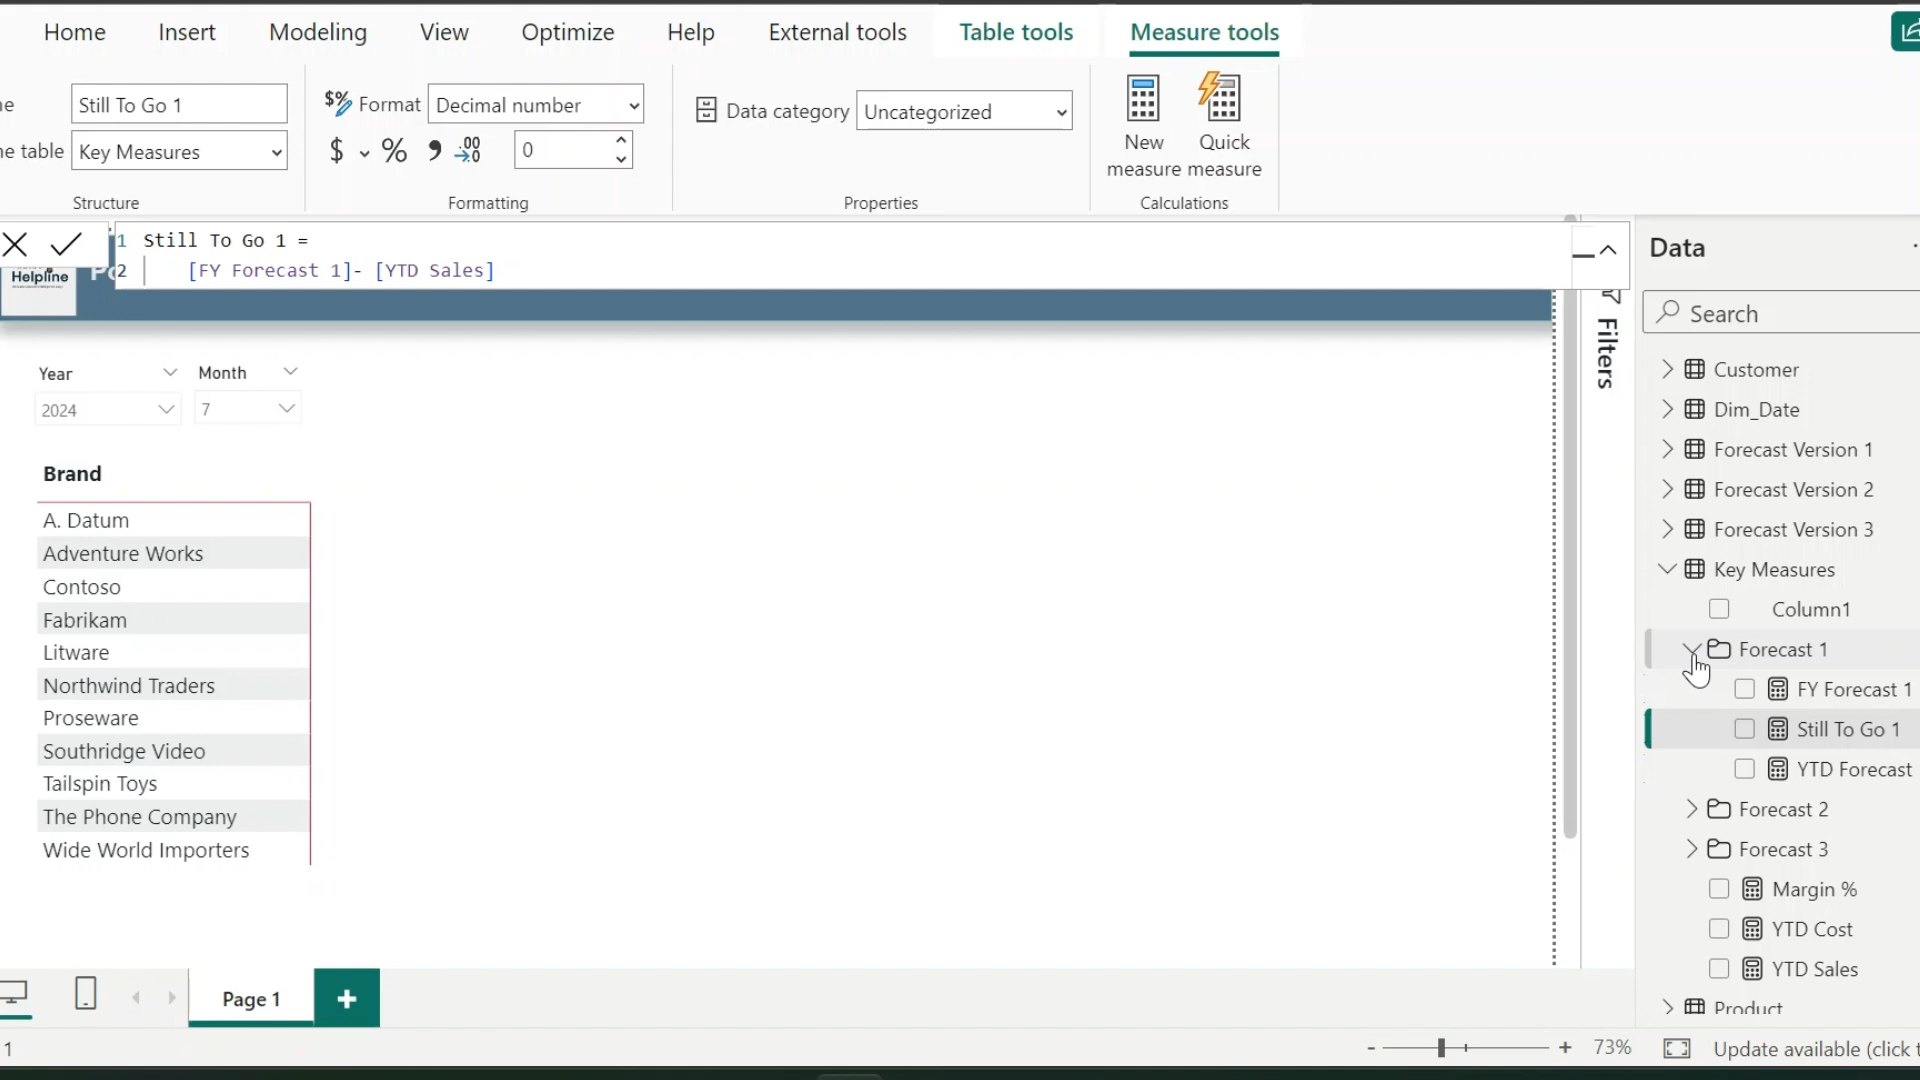 Home Insert Modeling View Optimize Help External tools Table tools Measure tools
Still To Go 1
Key Measures
Structure
$% Format Decimal number
$ % 0
Formatting
Data category Uncategorized
Properties
New measure
Quick measure
Calculations
1 Still To Go 1 =
2 [FY Forecast 1]- [YTD Sales]
Helpline
Year
2024
Month
7
Brand
A. Datum
Adventure Works
Contoso
Fabrikam
Litware
Northwind Traders
Proseware
Southridge Video
Tailspin Toys
The Phone Company
Wide World Importers
Filters
Data
Search
Customer
Dim_Date
Forecast Version 1
Forecast Version 2
Forecast Version 3
Key Measures
Column1
Forecast 1
FY Forecast 1
Still To Go 1
YTD Forecast
Forecast 2
Forecast 3
Margin %
YTD Cost
YTD Sales
Product
Page 1
1
- + 73% Update available (click